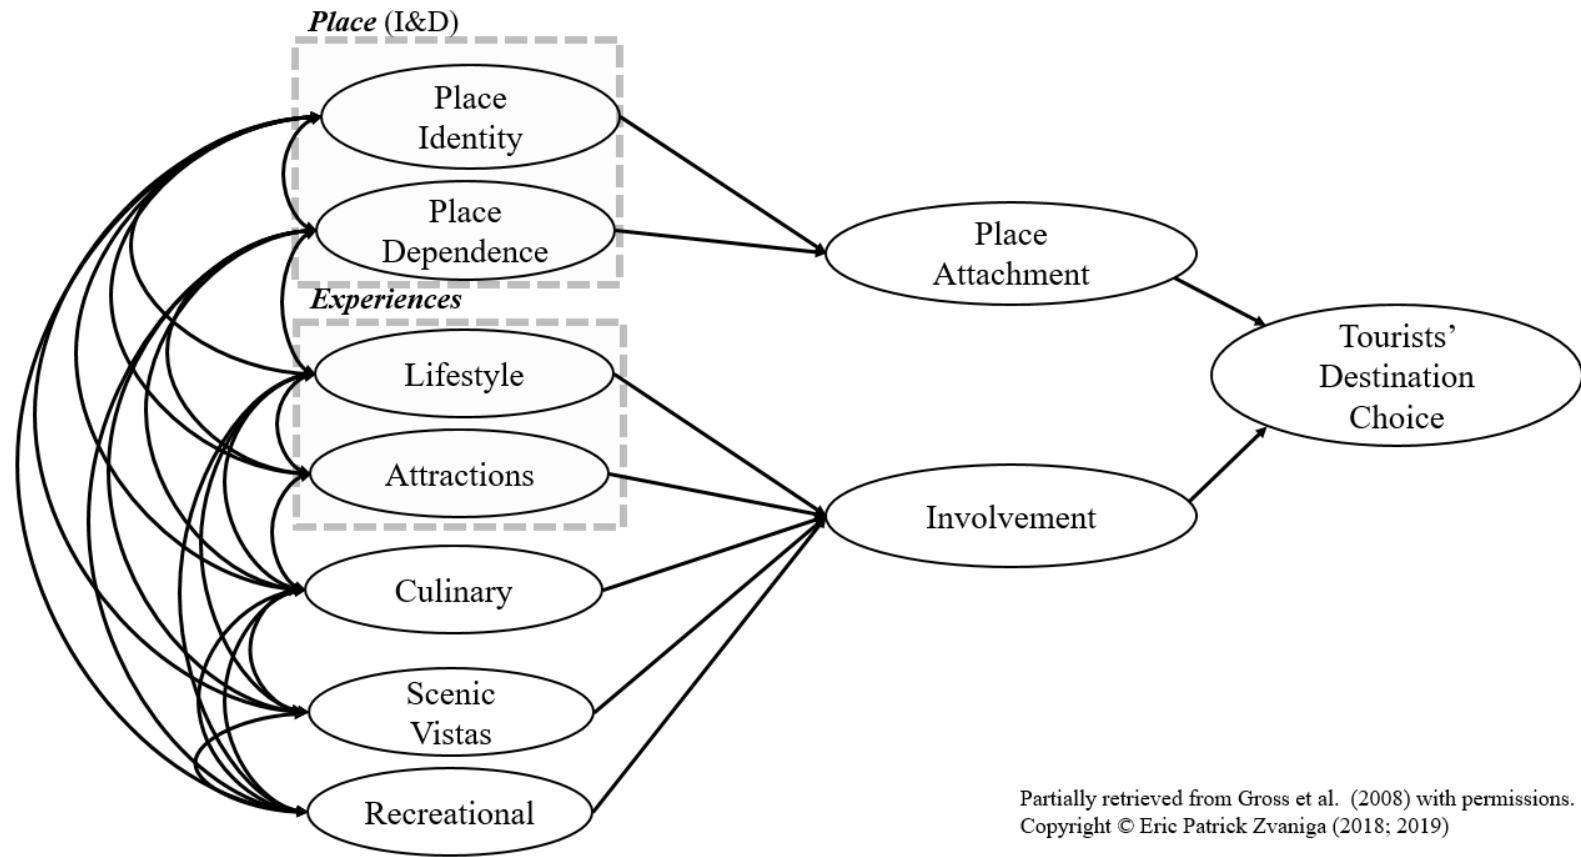 Place (I&D)
Place
Identity
Place
Dependence
Experiences
Lifestyle
Attractions
Culinary
Scenic
Vistas
Recreational
Place
Attachment
Involvement
Tourists’
Destination
Choice
Partially retrieved from Gross et al.  (2008) with permissions.
Copyright © Eric Patrick Zvaniga (2018; 2019)